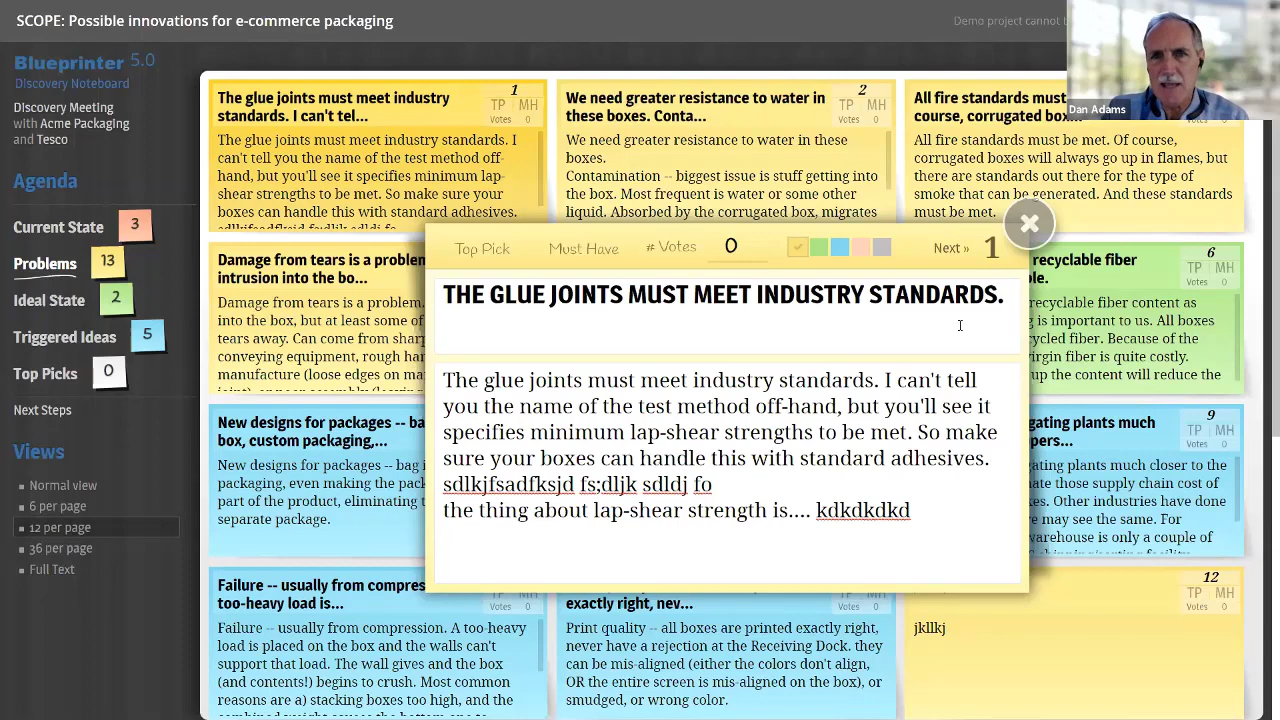 SCOPE: Possible innovations for e-commerce packaging
Demo project cannot b
Dan Adams
Blueprinter 5.0
Discovery Notebook
Discovery Meeting
with Acme Packaging
and Tesco
Agenda
Current State 3
Problems 13
Ideal State 2
Triggered Ideas 5
Top Picks 0
Next Steps
Views
Normal view
6 per page
12 per page
36 per page
Full Text
The glue joints must meet industry
standards. I can't tel...
1
TP MH
Votes 0
The glue joints must meet industry standards. I
can't tell you the name of the test method off-
hand, but you'll see it specifies minimum lap-
shear strengths to be met. So make sure your
boxes can handle this with standard adhesives.
We need greater resistance to water in
these boxes. Conta...
2
TP MH
Votes 0
We need greater resistance to water in these
boxes.
Contamination -- biggest issue is stuff getting into
the box. Most frequent is water or some other
liquid. Absorbed by the corrugated box, migrates
All fire standards must
course, corrugated box...
All fire standards must be met. Of course,
corrugated boxes will always go up in flames, but
there are standards out there for the type of
smoke that can be generated. And these standards
must be met.
Top Pick Must Have # Votes 0 Next » 1
THE GLUE JOINTS MUST MEET INDUSTRY STANDARDS.
The glue joints must meet industry standards. I can't tell
you the name of the test method off-hand, but you'll see it
specifies minimum lap-shear strengths to be met. So make
sure your boxes can handle this with standard adhesives.
sdlkjfsadfksjd fs;dljk sdldj fo
the thing about lap-shear strength is.... kdkdkdkd
Damage from tears is a problem
intrusion into the bo...
Damage from tears is a problem.
into the box, but at least some of
tears away. Can come from sharp
conveying equipment, rough han
manufacture (loose edges on man
recyclable fiber
le.
6
TP MH
Votes 0
recyclable fiber content as
g is important to us. All boxes
cycled fiber. Because of the
irgin fiber is quite costly.
up the content will reduce the
New designs for packages -- ba
box, custom packaging,...
New designs for packages -- bag i
packaging, even making the pack
part of the product, eliminating t
separate package.
gating plants much
pers...
9
TP MH
Votes 0
gating plants much closer to the
ate those supply chain cost of
oxes. Other industries have done
e may see the same. For
warehouse is only a couple of
Failure -- usually from compres
too-heavy load is...
Votes 0
Failure -- usually from compression. A too-heavy
load is placed on the box and the walls can't
support that load. The wall gives and the box
(and contents!) begins to crush. Most common
reasons are a) stacking boxes too high, and the
exactly right, nev...
Votes 0
Print quality -- all boxes are printed exactly right,
never have a rejection at the Receiving Dock. they
can be mis-aligned (either the colors don't align,
OR the entire screen is mis-aligned on the box), or
smudged, or wrong color.
12
TP MH
Votes 0
jkllkj